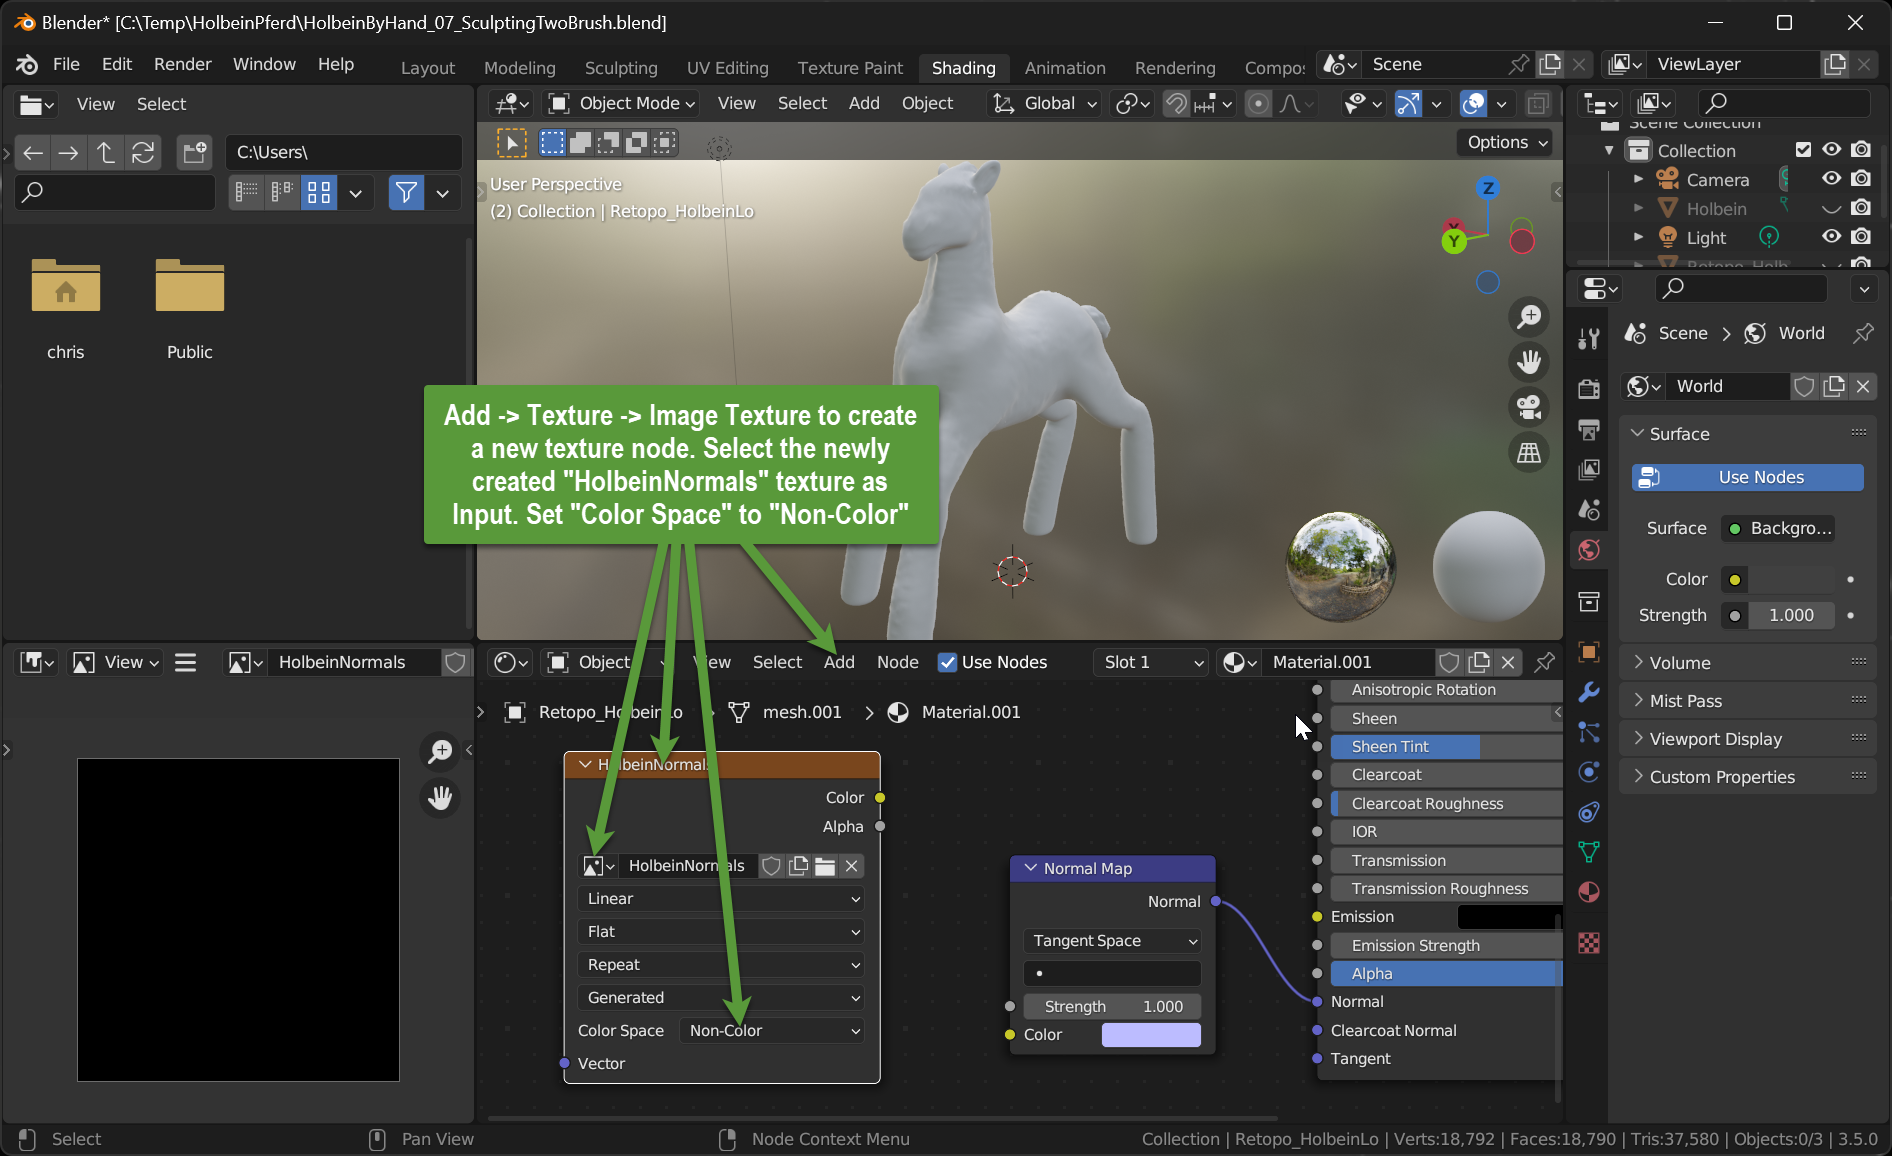 Blender* [C:\Temp\HolbeinPferd\HolbeinByHand_07_SculptingTwoBrush.blend]
File Edit Render Window Help Layout Modeling Sculpting UV Editing Texture Paint Shading Animation Rendering Compos Scene ViewLayer
View Select
Object Mode View Select Add Object Global
C:\Users\
Options
User Perspective
(2) Collection | Retopo_HolbeinLo
Z
X
Y
chris
Public
Scene Collection
Collection
Camera
Holbein
Light
Retopo_Holb
Scene > World
World
Surface
Use Nodes
Surface Backgro...
Color
Strength 1.000
Volume
Mist Pass
Viewport Display
Custom Properties
Add -> Texture -> Image Texture to create
a new texture node. Select the newly
created "HolbeinNormals" texture as
Input. Set "Color Space" to "Non-Color"
View HolbeinNormals
Object View Select Add Node Use Nodes Slot 1 Material.001
Retopo_HolbeinLo > mesh.001 > Material.001
HolbeinNormals
Color
Alpha
HolbeinNormals
Linear
Flat
Repeat
Generated
Color Space Non-Color
Vector
Normal Map
Normal
Tangent Space
Strength 1.000
Color
Anisotropic Rotation
Sheen
Sheen Tint
Clearcoat
Clearcoat Roughness
IOR
Transmission
Transmission Roughness
Emission
Emission Strength
Alpha
Normal
Clearcoat Normal
Tangent
Select
Pan View
Node Context Menu
Collection | Retopo_HolbeinLo | Verts:18,792 | Faces:18,790 | Tris:37,580 | Objects:0/3 | 3.5.0